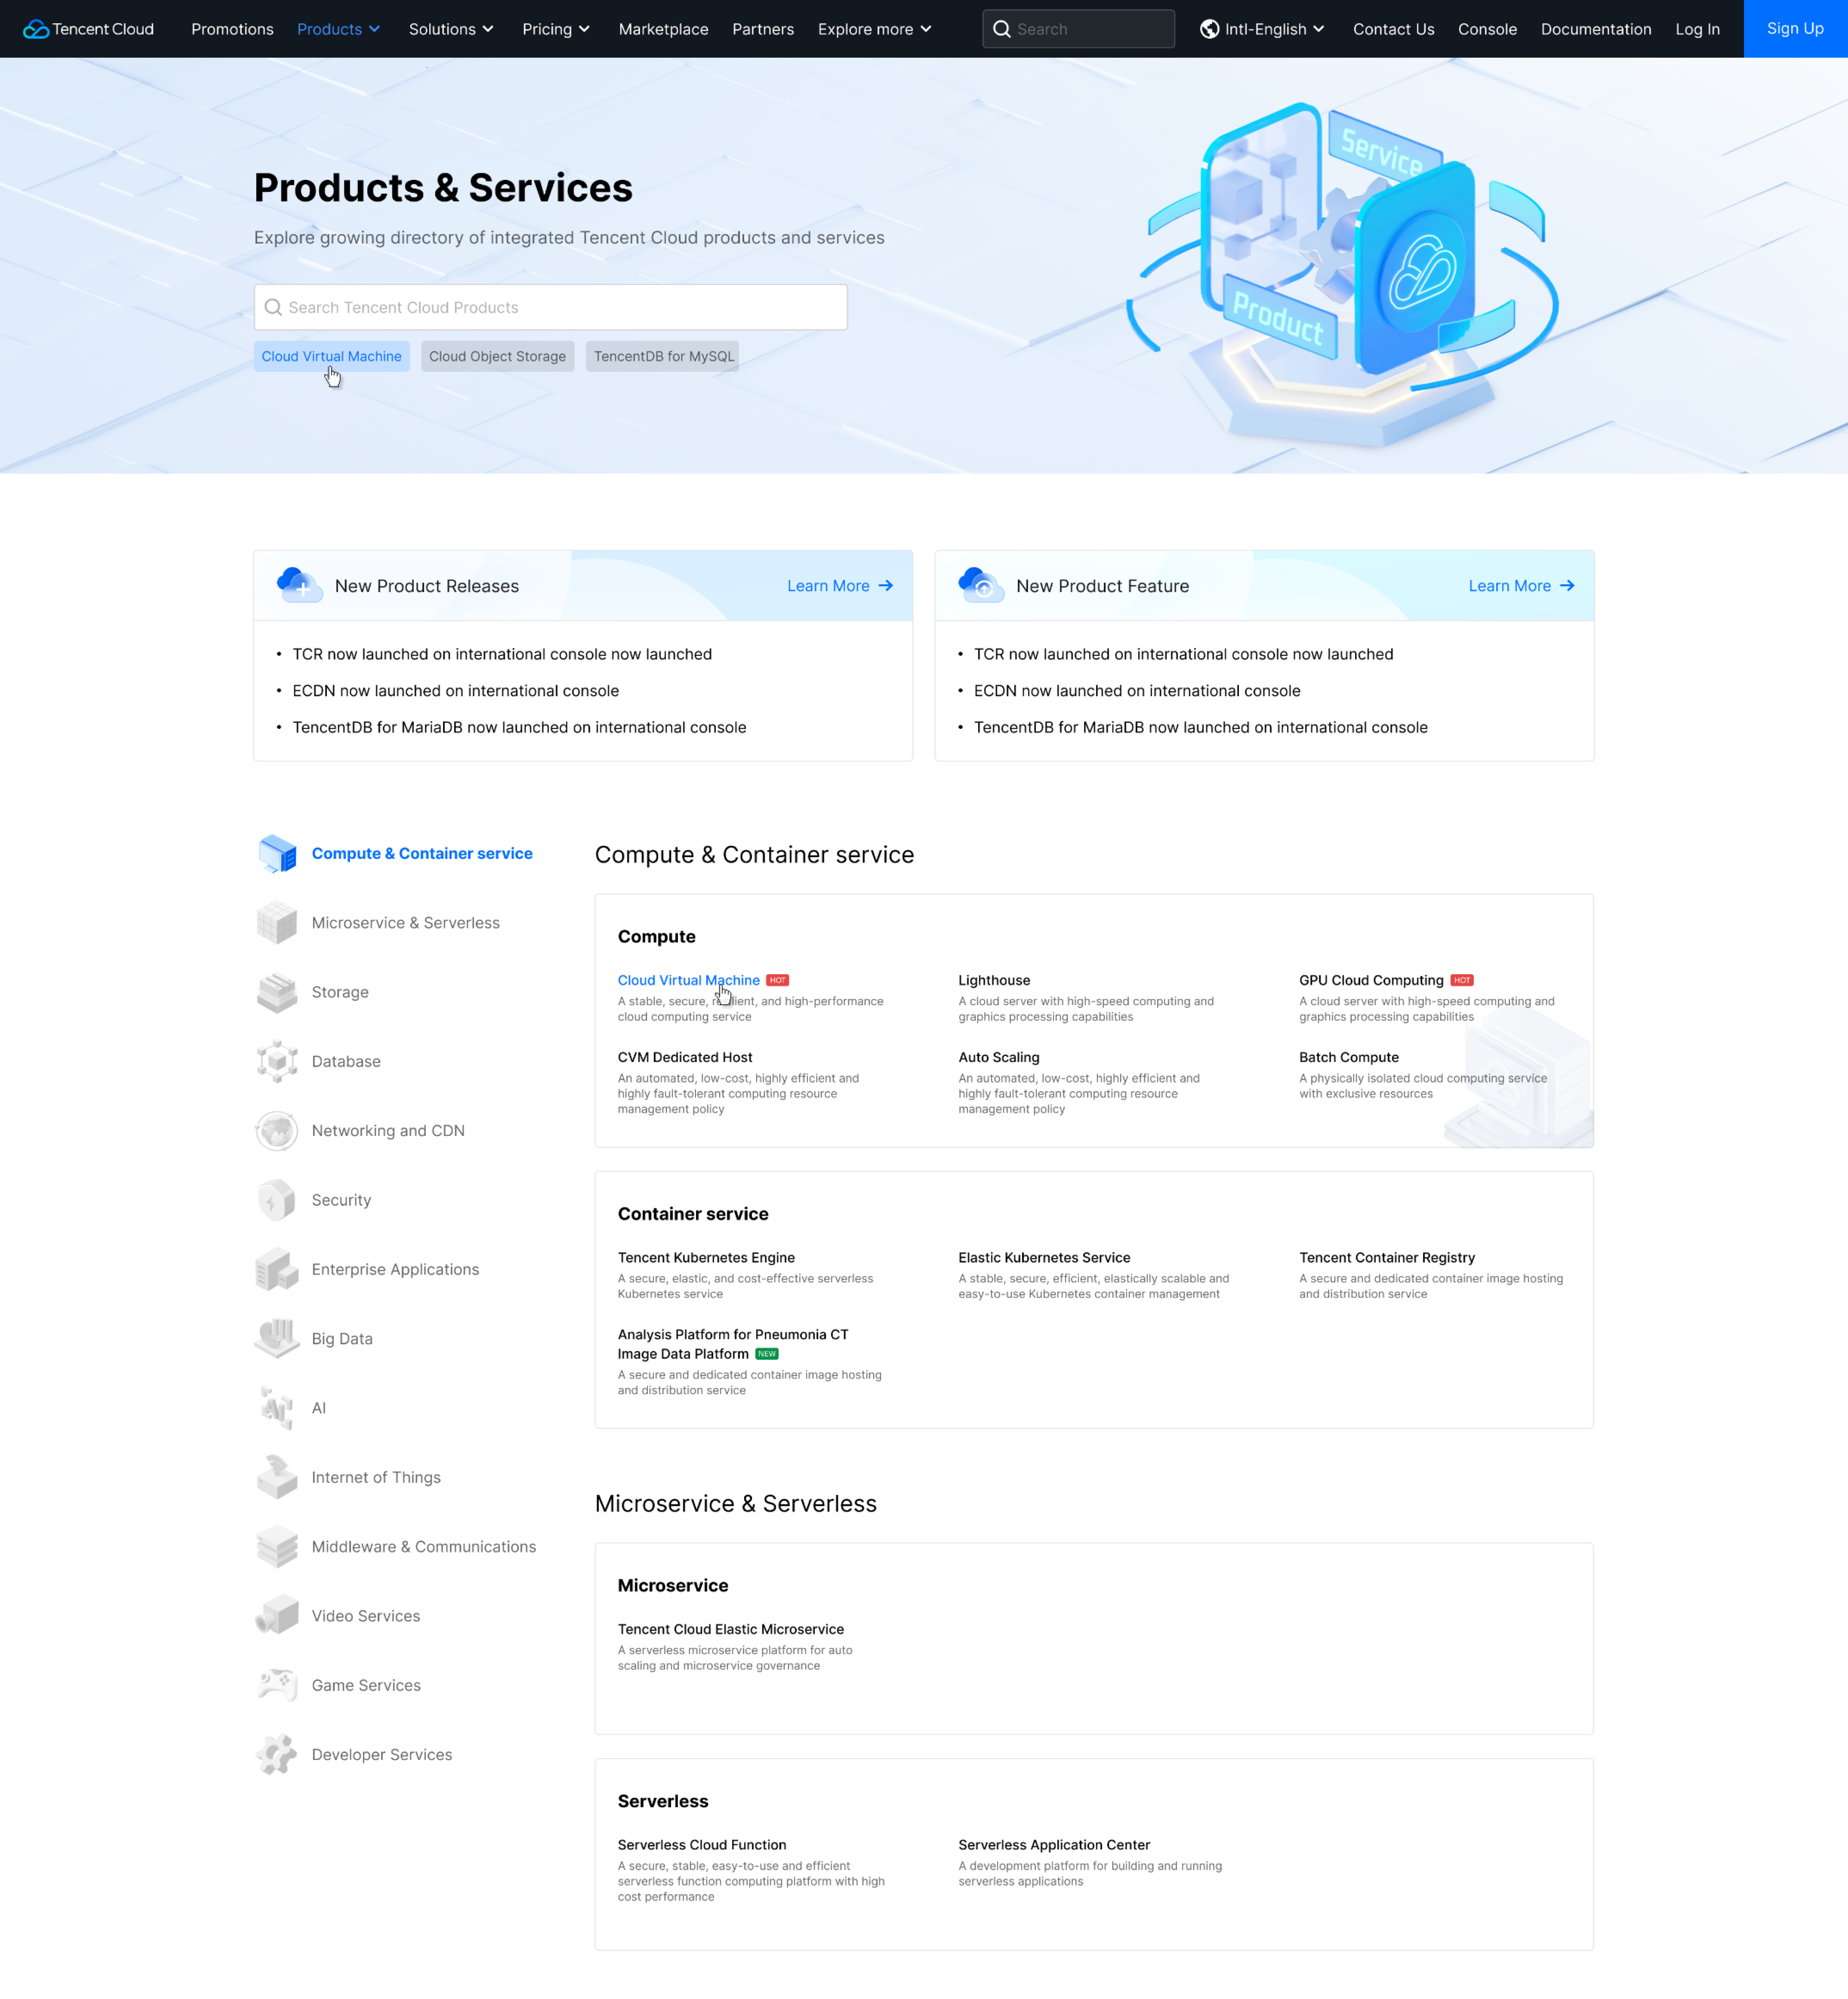 Tencent Cloud
Promotions
Products
Solutions
Pricing
Marketplace
Partners
Explore more
Search
Intl-English
Contact Us
Console
Documentation
Log In
Sign Up
Products & Services
Explore growing directory of integrated Tencent Cloud products and services
Search Tencent Cloud Products
Cloud Virtual Machine
Cloud Object Storage
TencentDB for MySQL
Service
Product
New Product Releases
Learn More
• TCR now launched on international console now launched
• ECDN now launched on international console
• TencentDB for MariaDB now launched on international console
New Product Feature
Learn More
• TCR now launched on international console now launched
• ECDN now launched on international console
• TencentDB for MariaDB now launched on international console
Compute & Container service
Microservice & Serverless
Storage
Database
Networking and CDN
Security
Enterprise Applications
Big Data
AI
Internet of Things
Middleware & Communications
Video Services
Game Services
Developer Services
Compute & Container service
Compute
Cloud Virtual Machine HOT
A stable, secure, and high-performance
cloud computing service
Lighthouse
A cloud server with high-speed computing and
graphics processing capabilities
GPU Cloud Computing HOT
A cloud server with high-speed computing and
graphics processing capabilities
CVM Dedicated Host
An automated, low-cost, highly efficient and
highly fault-tolerant computing resource
management policy
Auto Scaling
An automated, low-cost, highly efficient and
highly fault-tolerant computing resource
management policy
Batch Compute
A physically isolated cloud computing service
with exclusive resources
Container service
Tencent Kubernetes Engine
A secure, elastic, and cost-effective serverless
Kubernetes service
Elastic Kubernetes Service
A stable, secure, efficient, elastically scalable and
easy-to-use Kubernetes container management
Tencent Container Registry
A secure and dedicated container image hosting
and distribution service
Analysis Platform for Pneumonia CT
Image Data Platform NEW
A secure and dedicated container image hosting
and distribution service
Microservice & Serverless
Microservice
Tencent Cloud Elastic Microservice
A serverless microservice platform for auto
scaling and microservice governance
Serverless
Serverless Cloud Function
A secure, stable, easy-to-use and efficient
serverless function computing platform with high
cost performance
Serverless Application Center
A development platform for building and running
serverless applications